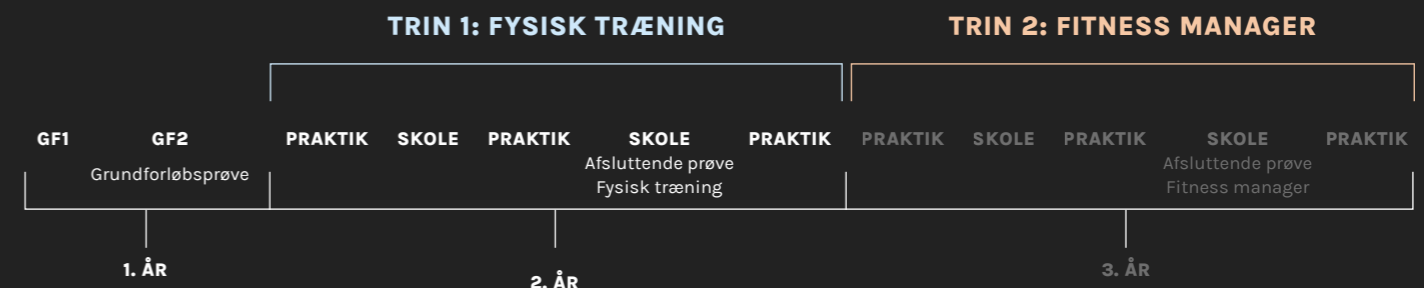 TRIN 1: FYSISK TRÆNING
TRIN 2: FITNESS MANAGER
GF1 GF2 PRAKTIK SKOLE PRAKTIK SKOLE PRAKTIK PRAKTIK SKOLE PRAKTIK SKOLE PRAKTIK
Grundforløbsprøve
Afsluttende prøve
Fysisk træning
Afsluttende prøve
Fitness manager
1. ÅR
2. ÅR
3. ÅR